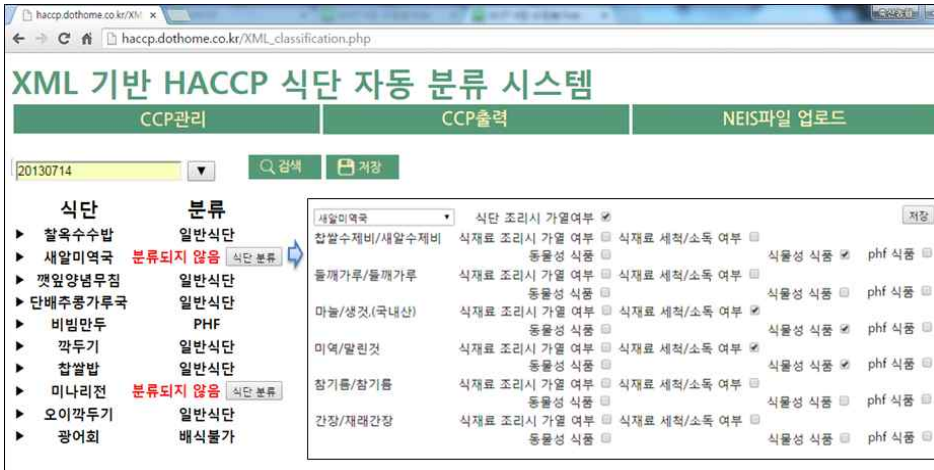 haccp.dothome.co.kr/XM ×
haccp.dothome.co.kr/XML_classification.php
XML 기반 HACCP 식단 자동 분류 시스템
CCP관리 CCP출력 NEIS파일 업로드
20130714 ▼ 검색 저장
식단 분류
▶ 찰옥수수밥 일반식단
▶ 새알미역국 분류되지 않음 식단 분류
▶ 깻잎양념무침 일반식단
▶ 단배추콩가루국 일반식단
▶ 비빔만두 PHF
▶ 깍두기 일반식단
▶ 찹쌀밥 일반식단
▶ 미나리전 분류되지 않음 식단 분류
▶ 오이깍두기 일반식단
▶ 광어회 배식불가
새알미역국 식단 조리시 가열여부 저장
찹쌀수제비/새알수제비 식재료 조리시 가열 여부 식재료 세척/소독 여부
동물성 식품 식물성 식품 phf 식품
들깨가루/들깨가루 식재료 조리시 가열 여부 식재료 세척/소독 여부
동물성 식품 식물성 식품 phf 식품
마늘/생것,(국내산) 식재료 조리시 가열 여부 식재료 세척/소독 여부
동물성 식품 식물성 식품 phf 식품
미역/말린것 식재료 조리시 가열 여부 식재료 세척/소독 여부
동물성 식품 식물성 식품 phf 식품
참기름/참기름 식재료 조리시 가열 여부 식재료 세척/소독 여부
동물성 식품 식물성 식품 phf 식품
간장/재래간장 식재료 조리시 가열 여부 식재료 세척/소독 여부
동물성 식품 식물성 식품 phf 식품